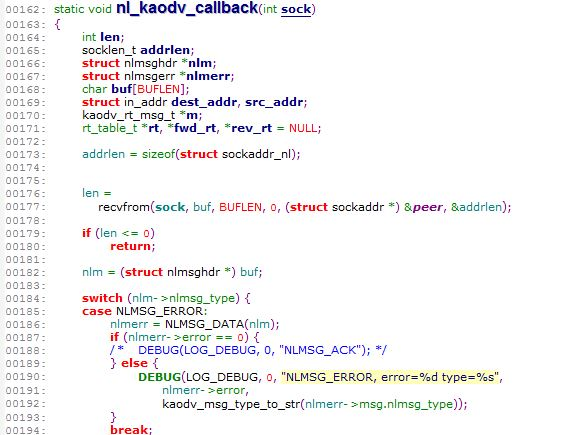 00162: static void nl_kaodv_callback(int sock)
00163: {
00164: int len;
00165: socklen_t addrlen;
00166: struct nlmsghdr *nlm;
00167: struct nlmsgerr *nlmerr;
00168: char buf[BUFLEN];
00169: struct in_addr dest_addr, src_addr;
00170: kaodv_rt_msg_t *m;
00171: rt_table_t *rt, *fwd_rt, *rev_rt = NULL;
00172:
00173: addrlen = sizeof(struct sockaddr_nl);
00174:
00175:
00176: len =
00177: recvfrom(sock, buf, BUFLEN, 0, (struct sockaddr *) &peer, &addrlen);
00178:
00179: if (len <= 0)
00180: return;
00181:
00182: nlm = (struct nlmsghdr *) buf;
00183:
00184: switch (nlm->nlmsg_type) {
00185: case NLMSG_ERROR:
00186: nlmerr = NLMSG_DATA(nlm);
00187: if (nlmerr->error == 0) {
00188: /* DEBUG(LOG_DEBUG, 0, "NLMSG_ACK"); */
00189: } else {
00190: DEBUG(LOG_DEBUG, 0, "NLMSG_ERROR, error=%d type=%s",
00191: nlmerr->error,
00192: kaodv_msg_type_to_str(nlmerr->msg.nlmsg_type));
00193: }
00194: break;